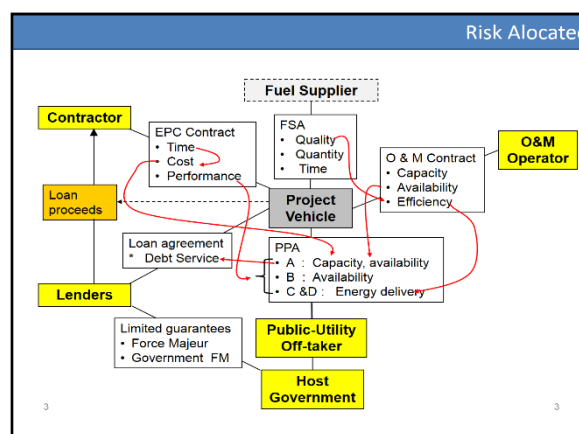 Risk Alocated
Fuel Supplier
Contractor
EPC Contract
• Time
• Cost
• Performance
FSA
• Quality
• Quantity
• Time
O & M Contract
• Capacity
• Availability
• Efficiency
O&M
Operator
Loan
proceeds
Project
Vehicle
Loan agreement
* Debt Service
PPA
• A : Capacity, availability
• B : Availability
• C &D : Energy delivery
Lenders
Limited guarantees
• Force Majeur
• Government FM
Public-Utility
Off-taker
Host
Government
3
3